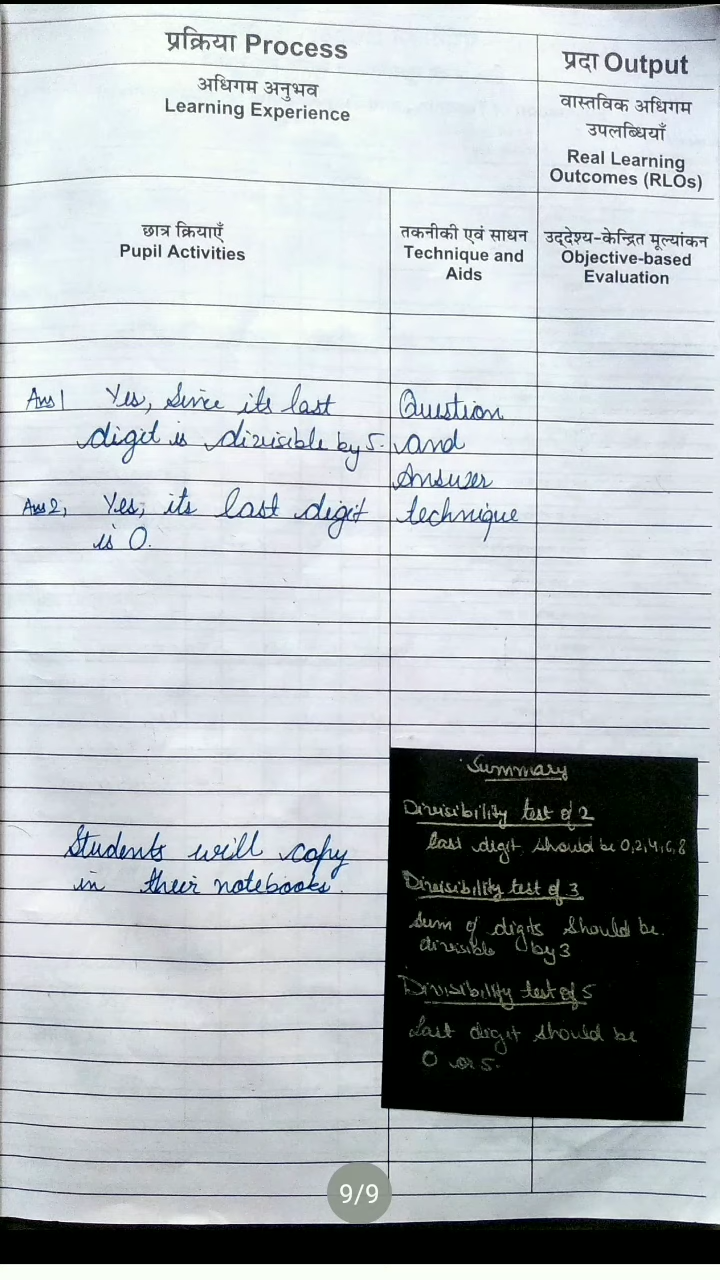 प्रक्रिया Process
प्रदा Output
अधिगम अनुभव
Learning Experience
वास्तविक अधिगम
उपलब्धियाँ
Real Learning
Outcomes (RLOs)
छात्र क्रियाएँ
Pupil Activities
तकनीकी एवं साधन
Technique and
Aids
उद्देश्य-केन्द्रित मूल्यांकन
Objective-based
Evaluation
Ans 1 Yes, Since its last
digit is divisible by 5.
Ans 2, Yes, its last digit
is 0.
Question
and
Answer
technique
Students will copy
in their notebooks.
Summary
Divisibility test of 2
last digit should be 0,2,4,6,8
Divisibility test of 3
Sum of digits should be
divisible by 3
Divisibility test of 5
Last digit should be
0 or 5.
9/9